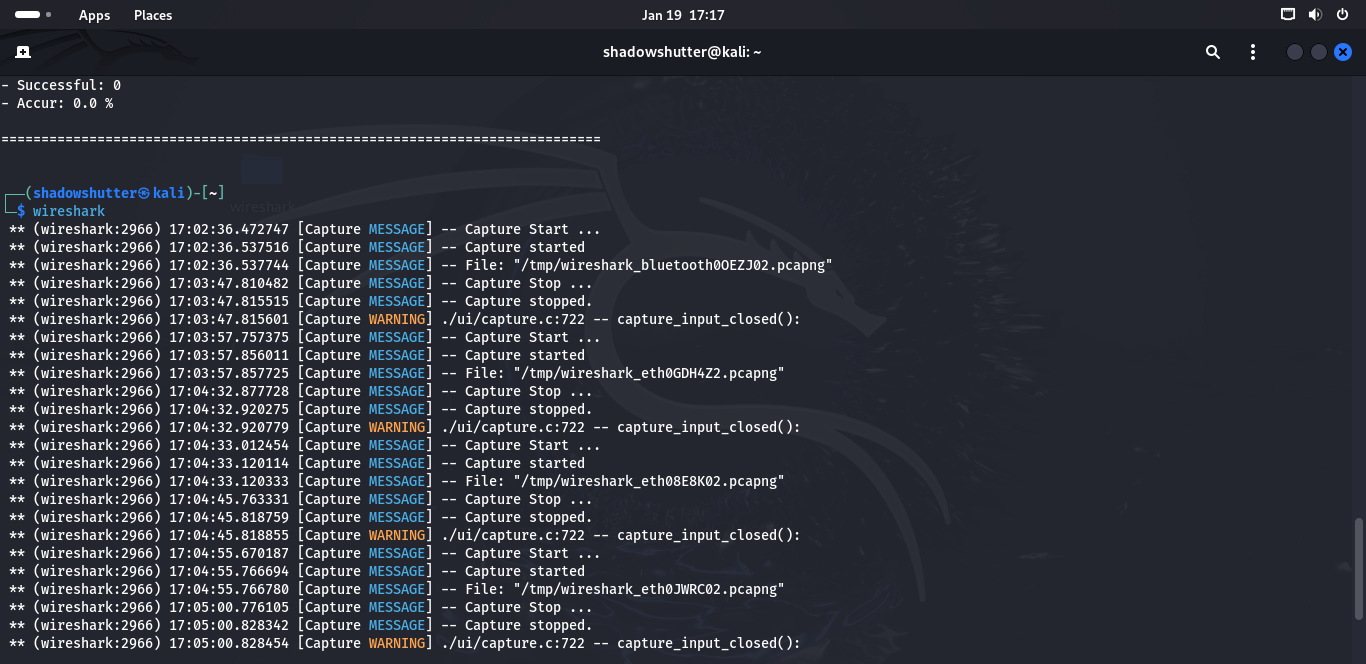 Apps Places Jan 19 17:17
shadowshutter@kali: ~
- Successful: 0
- Accur: 0.0 %
===========================================================================
┌──(shadowshutter㉿kali)-[~]
└─$ wireshark
** (wireshark:2966) 17:02:36.472747 [Capture MESSAGE] -- Capture Start ...
** (wireshark:2966) 17:02:36.537516 [Capture MESSAGE] -- Capture started
** (wireshark:2966) 17:02:36.537744 [Capture MESSAGE] -- File: "/tmp/wireshark_bluetooth0OEZJ02.pcapng"
** (wireshark:2966) 17:03:47.810482 [Capture MESSAGE] -- Capture Stop ...
** (wireshark:2966) 17:03:47.815515 [Capture MESSAGE] -- Capture stopped.
** (wireshark:2966) 17:03:47.815601 [Capture WARNING] ./ui/capture.c:722 -- capture_input_closed():
** (wireshark:2966) 17:03:57.757375 [Capture MESSAGE] -- Capture Start ...
** (wireshark:2966) 17:03:57.856011 [Capture MESSAGE] -- Capture started
** (wireshark:2966) 17:03:57.857725 [Capture MESSAGE] -- File: "/tmp/wireshark_eth0GDH4Z2.pcapng"
** (wireshark:2966) 17:04:32.877728 [Capture MESSAGE] -- Capture Stop ...
** (wireshark:2966) 17:04:32.920275 [Capture MESSAGE] -- Capture stopped.
** (wireshark:2966) 17:04:32.920779 [Capture WARNING] ./ui/capture.c:722 -- capture_input_closed():
** (wireshark:2966) 17:04:33.012454 [Capture MESSAGE] -- Capture Start ...
** (wireshark:2966) 17:04:33.120114 [Capture MESSAGE] -- Capture started
** (wireshark:2966) 17:04:33.120333 [Capture MESSAGE] -- File: "/tmp/wireshark_eth08E8K02.pcapng"
** (wireshark:2966) 17:04:45.763331 [Capture MESSAGE] -- Capture Stop ...
** (wireshark:2966) 17:04:45.818759 [Capture MESSAGE] -- Capture stopped.
** (wireshark:2966) 17:04:45.818855 [Capture WARNING] ./ui/capture.c:722 -- capture_input_closed():
** (wireshark:2966) 17:04:55.670187 [Capture MESSAGE] -- Capture Start ...
** (wireshark:2966) 17:04:55.766694 [Capture MESSAGE] -- Capture started
** (wireshark:2966) 17:04:55.766780 [Capture MESSAGE] -- File: "/tmp/wireshark_eth0JWRC02.pcapng"
** (wireshark:2966) 17:05:00.776105 [Capture MESSAGE] -- Capture Stop ...
** (wireshark:2966) 17:05:00.828342 [Capture MESSAGE] -- Capture stopped.
** (wireshark:2966) 17:05:00.828454 [Capture WARNING] ./ui/capture.c:722 -- capture_input_closed():